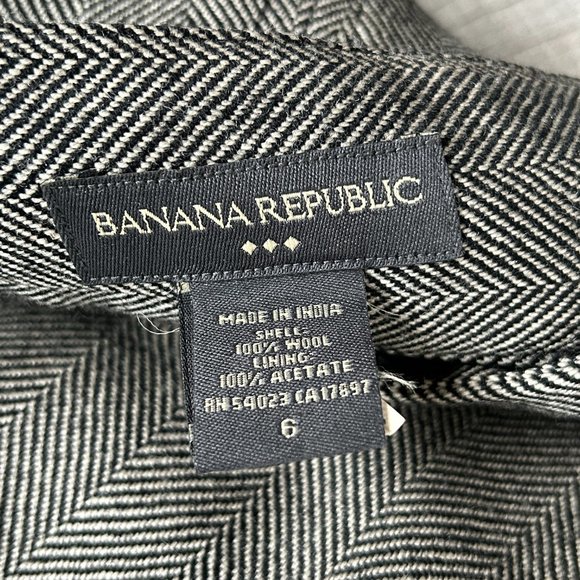 BANANA REPUBLIC
MADE IN INDIA
SHELL:
100% WOOL
LINING:
100% ACETATE
RN 54023 CA 17897
6